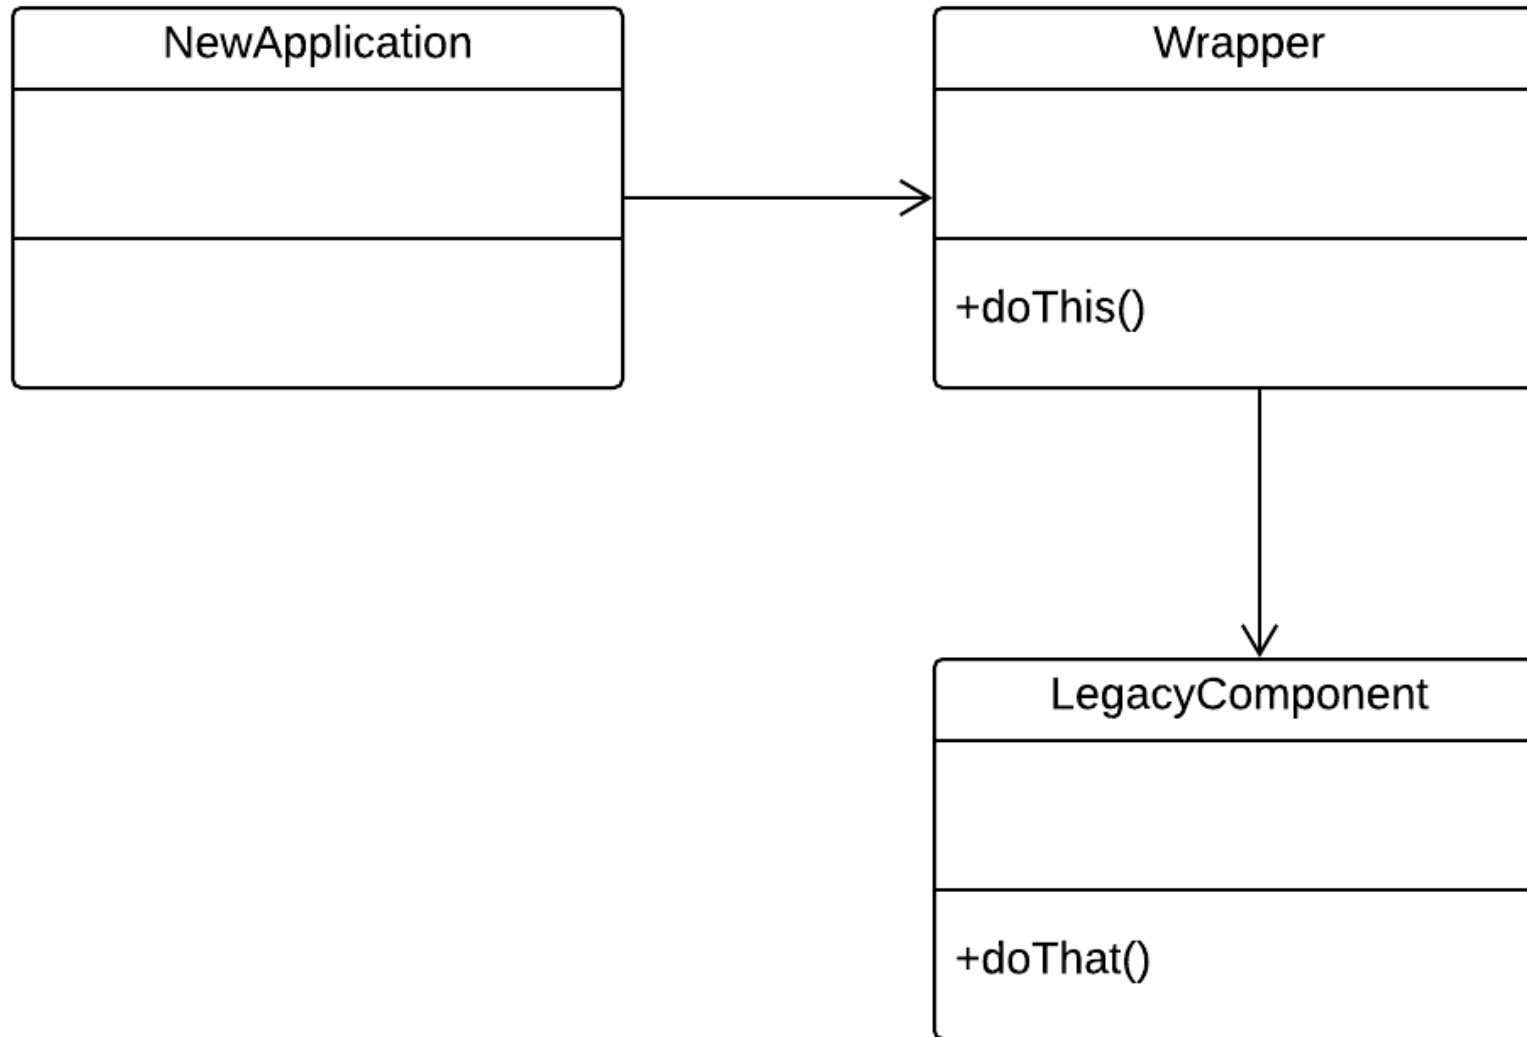 NewApplication
Wrapper
+doThis()
LegacyComponent
+doThat()